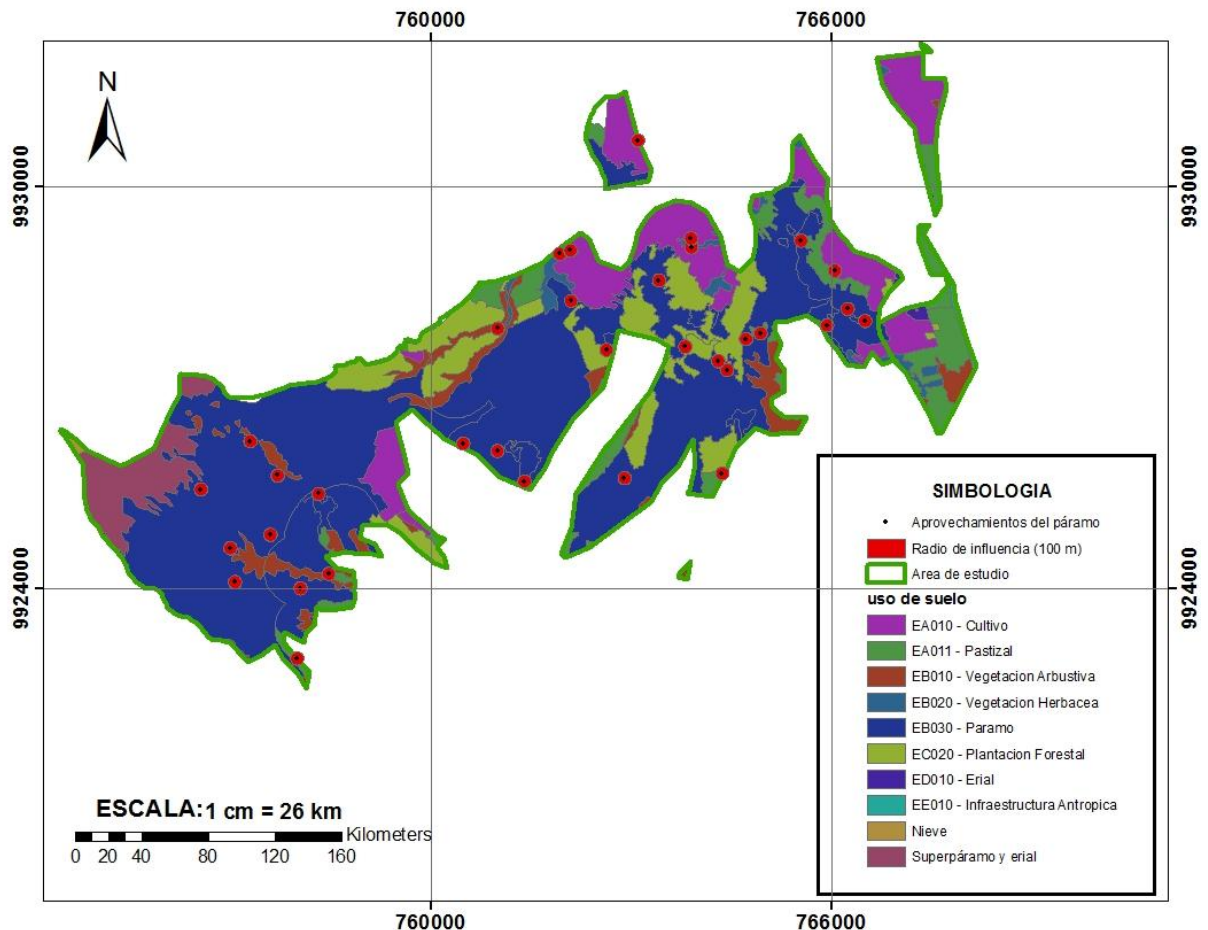 760000
766000
N
9930000
9930000
SIMBOLOGIA
Aprovechamientos del páramo
Radio de influencia (100 m)
Area de estudio
uso de suelo
EA010 - Cultivo
EA011 - Pastizal
EB010 - Vegetacion Arbustiva
EB020 - Vegetacion Herbacea
EB030 - Paramo
EC020 - Plantacion Forestal
ED010 - Erial
EE010 - Infraestructura Antropica
Nieve
Superpáramo y erial
9924000
9924000
ESCALA: 1 cm = 26 km
Kilometers
0 20 40 80 120 160
760000
766000